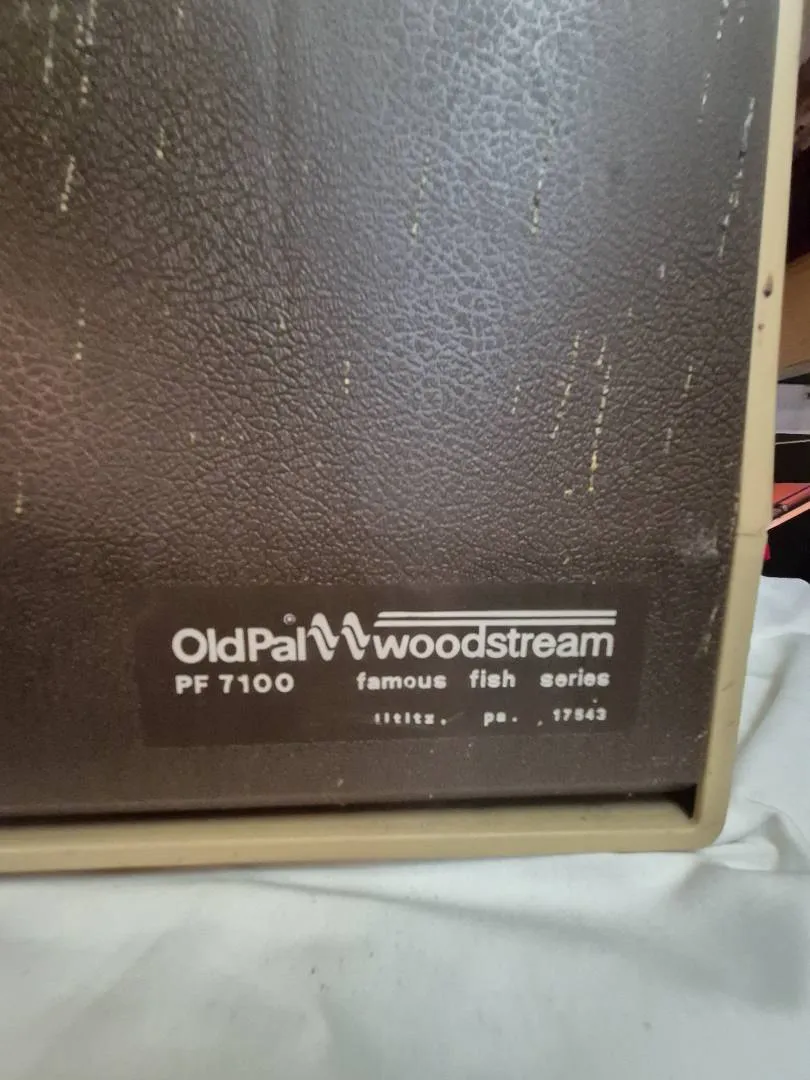 OldPal® woodstream
PF 7100 famous fish series
lititz, pa. 17543